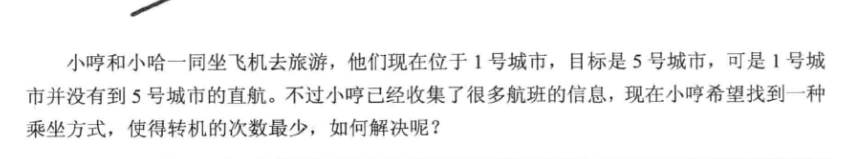 小哼和小哈一同坐飞机去旅游，他们现在位于 1 号城市，目标是 5 号城市，可是 1 号城
市并没有到 5 号城市的直航。不过小哼已经收集了很多航班的信息，现在小哼希望找到一种
乘坐方式，使得转机的次数最少，如何解决呢？